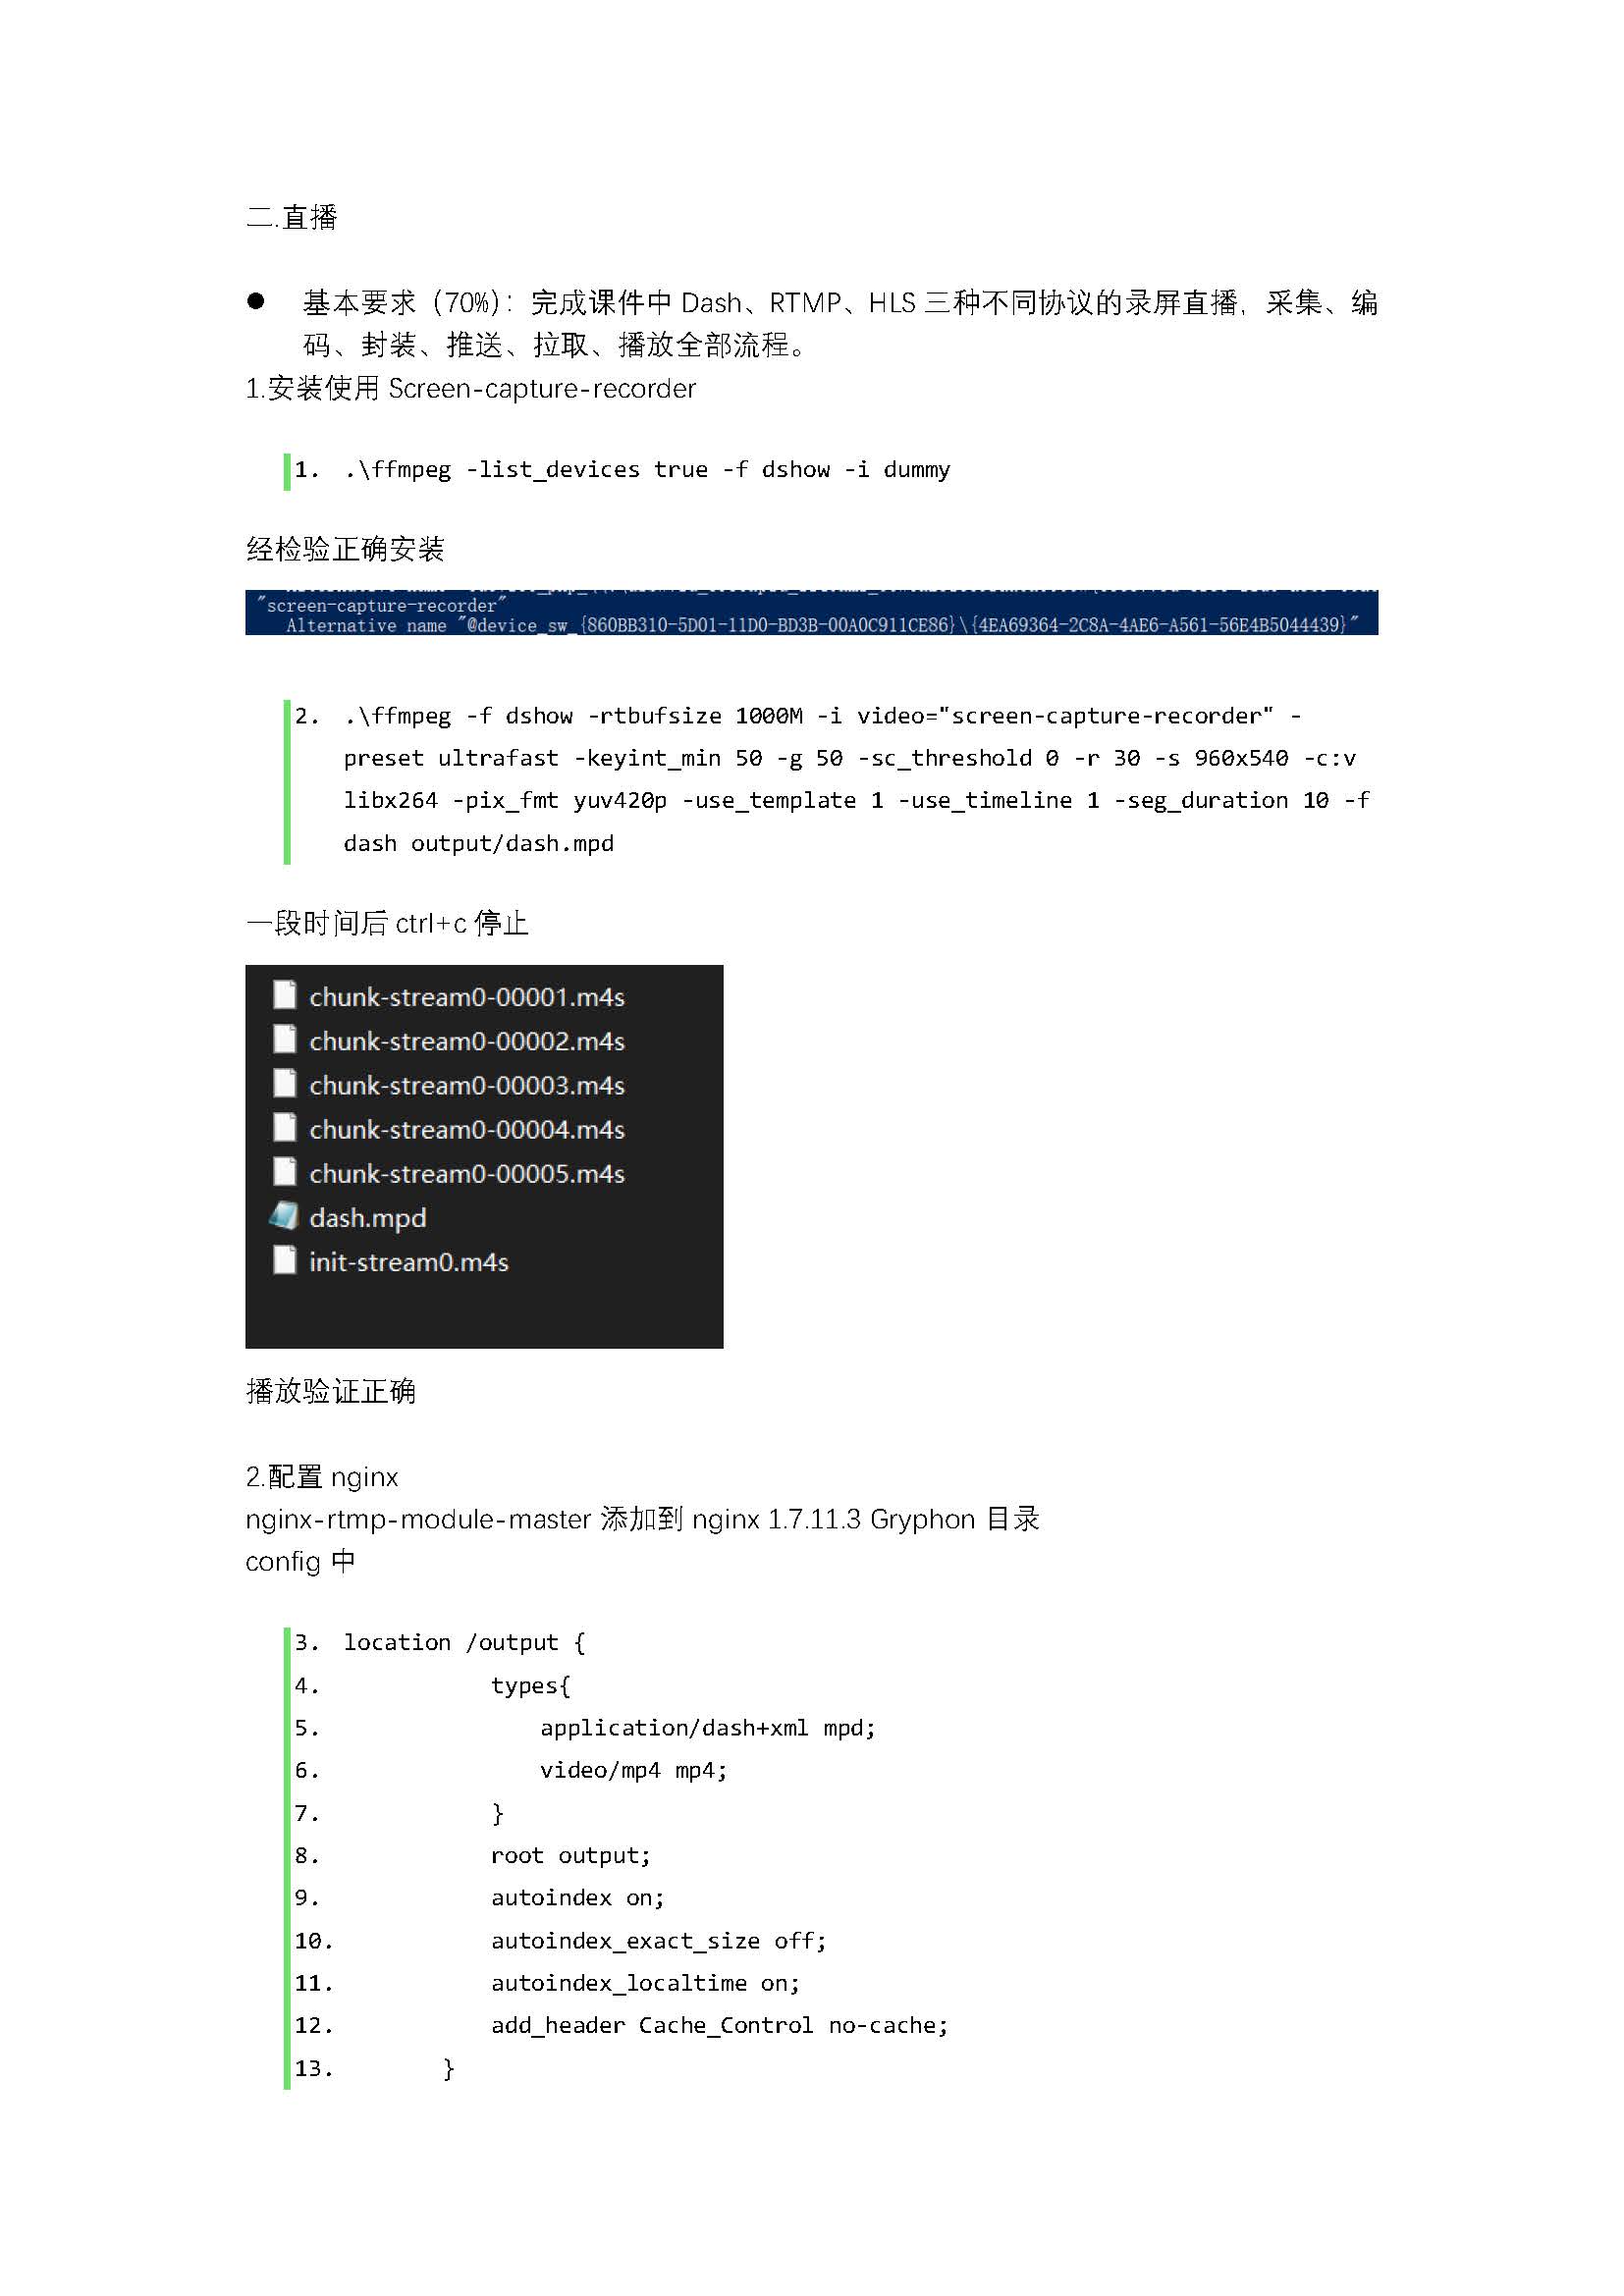 二.直播
● 基本要求（70%）：完成课件中 Dash、RTMP、HLS 三种不同协议的录屏直播，采集、编
码、封装、推送、拉取、播放全部流程。
1.安装使用 Screen-capture-recorder
1. .\ffmpeg -list_devices true -f dshow -i dummy
经检验正确安装
"screen-capture-recorder"
Alternative name "@device_sw_{860BB310-5D01-11D0-BD3B-00A0C911CE86}\{4EA69364-2C8A-4AE6-A561-56E4B5044439}"
2. .\ffmpeg -f dshow -rtbufsize 1000M -i video="screen-capture-recorder" -
preset ultrafast -keyint_min 50 -g 50 -sc_threshold 0 -r 30 -s 960x540 -c:v
libx264 -pix_fmt yuv420p -use_template 1 -use_timeline 1 -seg_duration 10 -f
dash output/dash.mpd
一段时间后 ctrl+c 停止
chunk-stream0-00001.m4s
chunk-stream0-00002.m4s
chunk-stream0-00003.m4s
chunk-stream0-00004.m4s
chunk-stream0-00005.m4s
dash.mpd
init-stream0.m4s
播放验证正确
2.配置 nginx
nginx-rtmp-module-master 添加到 nginx 1.7.11.3 Gryphon 目录
config 中
3. location /output {
4. types{
5. application/dash+xml mpd;
6. video/mp4 mp4;
7. }
8. root output;
9. autoindex on;
10. autoindex_exact_size off;
11. autoindex_localtime on;
12. add_header Cache_Control no-cache;
13. }